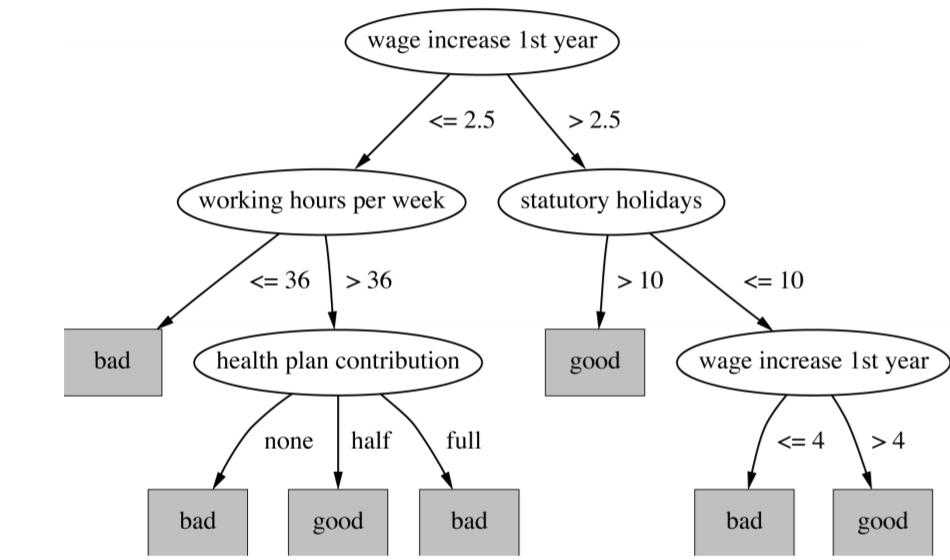 wage increase 1st year
<= 2.5
> 2.5
working hours per week
statutory holidays
<= 36
> 36
> 10
<= 10
bad
health plan contribution
good
wage increase 1st year
none
half
full
<= 4
> 4
bad
good
bad
bad
good